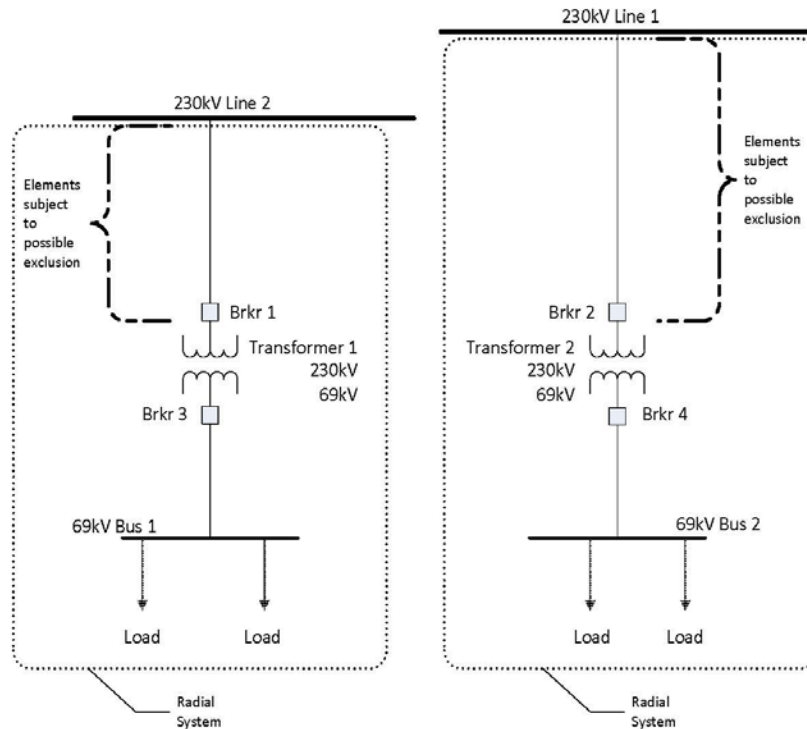 230kV Line 2
Elements
subject
to
possible
exclusion
Brkr 1
Transformer 1
230kV
69kV
Brkr 3
69kV Bus 1
Load
Load
Radial
System
230kV Line 1
Elements
subject
to
possible
exclusion
Brkr 2
Transformer 2
230kV
69kV
Brkr 4
69kV Bus 2
Load
Load
Radial
System